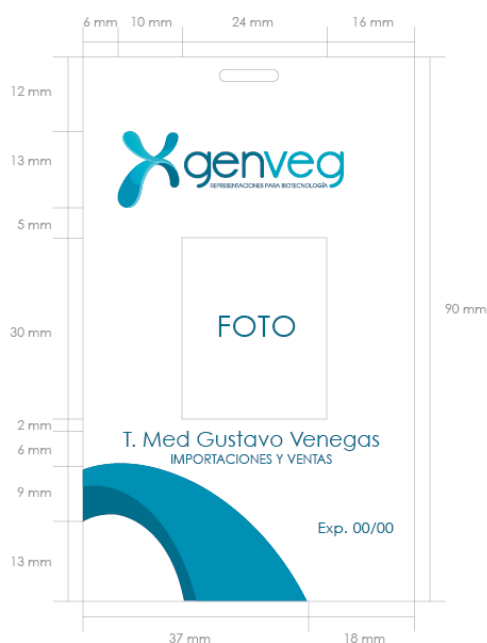 6 mm 10 mm 24 mm 16 mm
12 mm
13 mm
genveg
REPRESENTACIONES PARA BIOTECNOLOGÍA
5 mm
30 mm
FOTO
90 mm
2 mm
T. Med Gustavo Venegas
6 mm
IMPORTACIONES Y VENTAS
9 mm
Exp. 00/00
13 mm
37 mm 18 mm